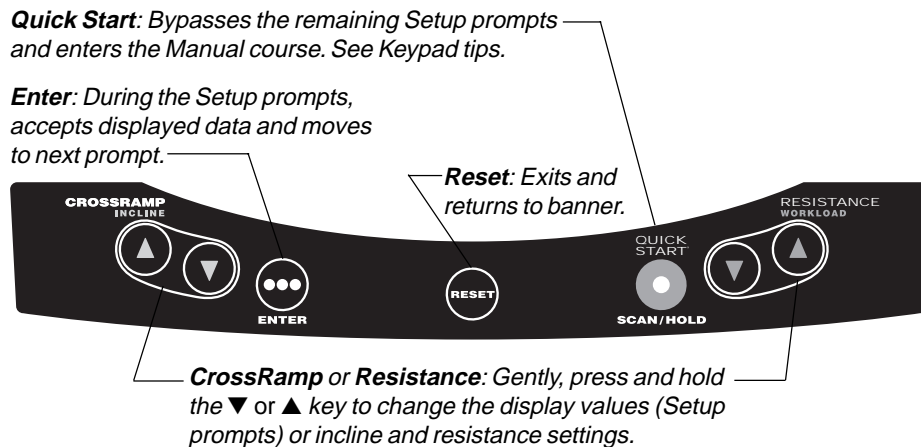 Quick Start: Bypasses the remaining Setup prompts
and enters the Manual course. See Keypad tips.
Enter: During the Setup prompts,
accepts displayed data and moves
to next prompt.
Reset: Exits and
returns to banner.
CROSSRAMP
INCLINE
RESISTANCE
WORKLOAD
QUICK
START
RESET
ENTER
SCAN/HOLD
CrossRamp or Resistance: Gently, press and hold
the ▼ or ▲ key to change the display values (Setup
prompts) or incline and resistance settings.